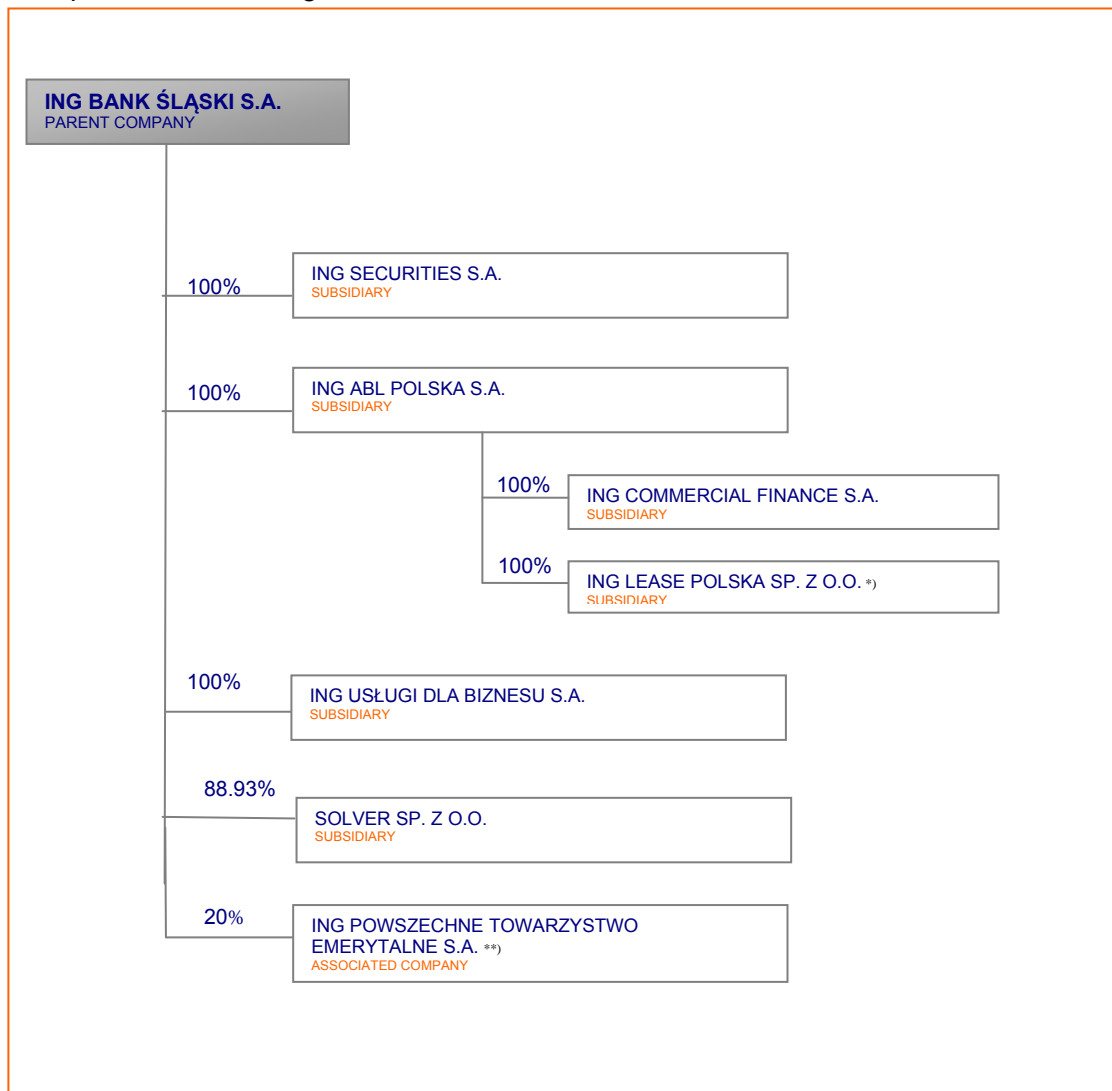 ING BANK ŚLĄSKI S.A.
PARENT COMPANY
100%
ING SECURITIES S.A.
SUBSIDIARY
100%
ING ABL POLSKA S.A.
SUBSIDIARY
100%
ING COMMERCIAL FINANCE S.A.
SUBSIDIARY
100%
ING LEASE POLSKA SP. Z O.O. *)
SUBSIDIARY
100%
ING USŁUGI DLA BIZNESU S.A.
SUBSIDIARY
88.93%
SOLVER SP. Z O.O.
SUBSIDIARY
20%
ING POWSZECHNE TOWARZYSTWO
EMERYTALNE S.A. **)
ASSOCIATED COMPANY